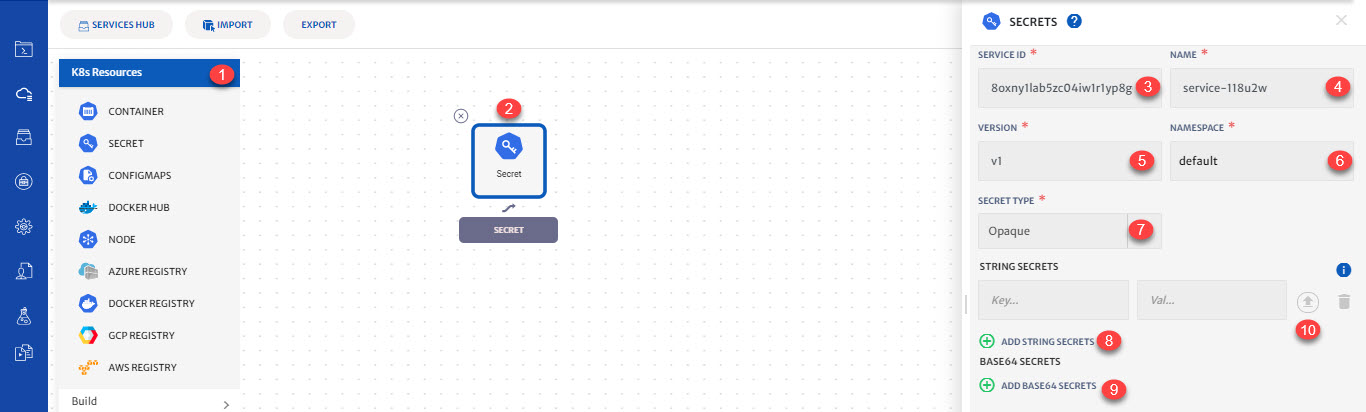 SERVICES HUB
IMPORT
EXPORT
K8s Resources 1
CONTAINER
SECRET
CONFIGMAPS
DOCKER HUB
NODE
AZURE REGISTRY
DOCKER REGISTRY
GCP REGISTRY
AWS REGISTRY
Build
2
Secret
SECRET
SECRETS ?
SERVICE ID * NAME *
8oxny1lab5zc04iw1r1yp8g 3 service-118u2w 4
VERSION * NAMESPACE *
v1 5 default 6
SECRET TYPE *
Opaque 7
STRING SECRETS i
Key... Val...
10
ADD STRING SECRETS 8
BASE64 SECRETS
ADD BASE64 SECRETS 9